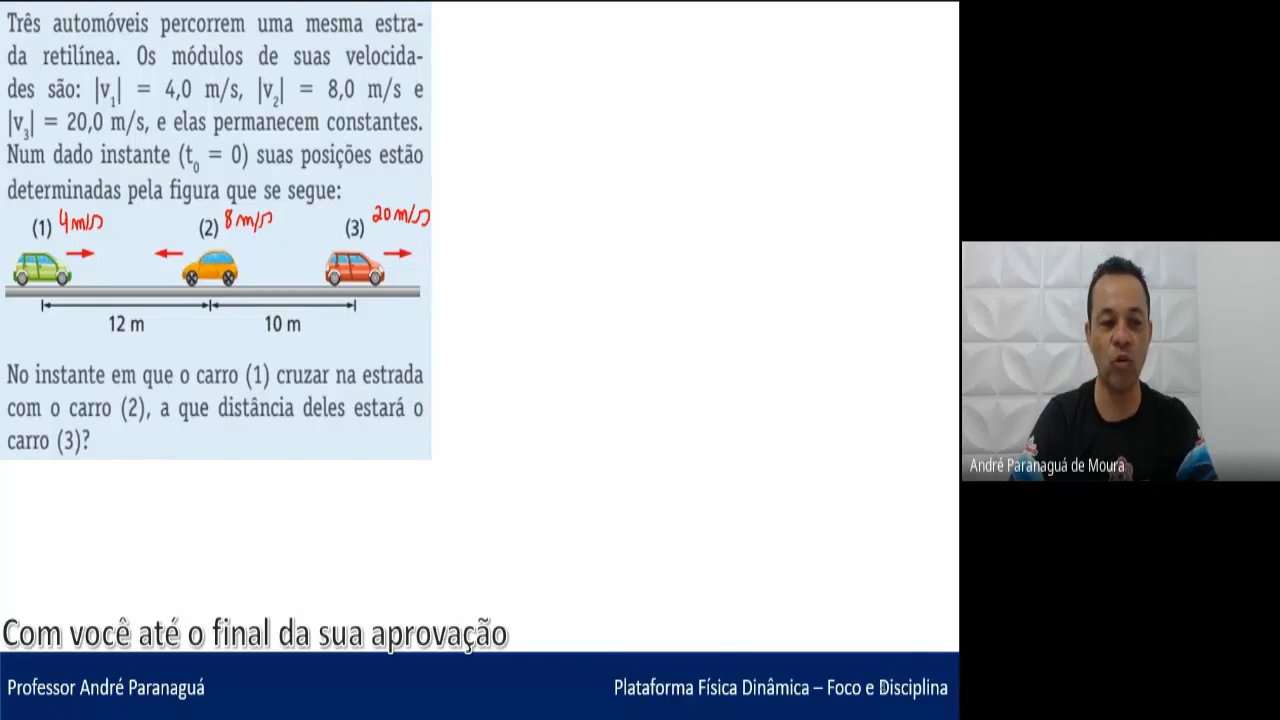 Três automóveis percorrem uma mesma estra-
da retilínea. Os módulos de suas velocida-
des são: |v₁| = 4,0 m/s, |v₂| = 8,0 m/s e
|v₃| = 20,0 m/s, e elas permanecem constantes.
Num dado instante (t₀ = 0) suas posições estão
determinadas pela figura que se segue:
(1) 4m/s (2) 8m/s (3) 20m/s
12 m 10 m
No instante em que o carro (1) cruzar na estrada
com o carro (2), a que distância deles estará o
carro (3)?
André Paranaguá de Moura
Com você até o final da sua aprovação
Professor André Paranaguá Plataforma Física Dinâmica – Foco e Disciplina